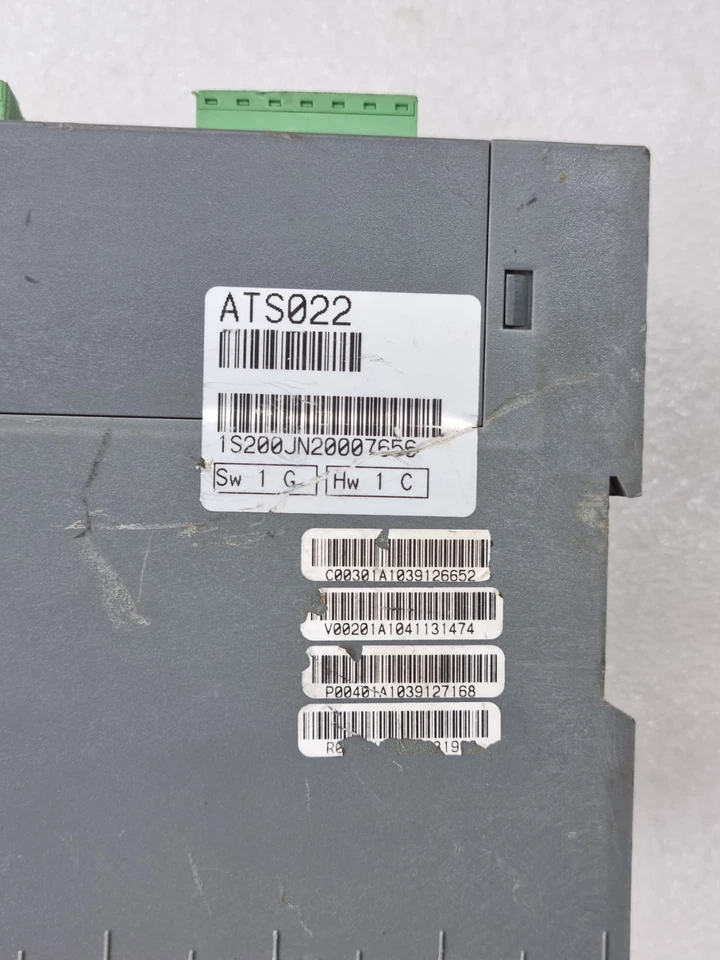 ATS022
1S200JN20007656
Sw 1 G Hw 1 C
C00301A1039126652
V00201A1041131474
P00401A1039127168